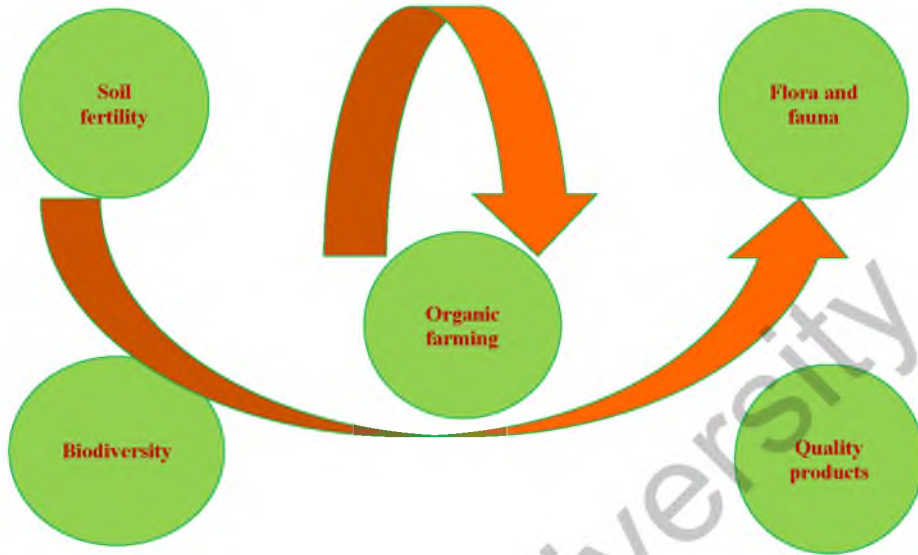 Soil
fertility
Flora and
fauna
Organic
farming
Biodiversity
Quality
products